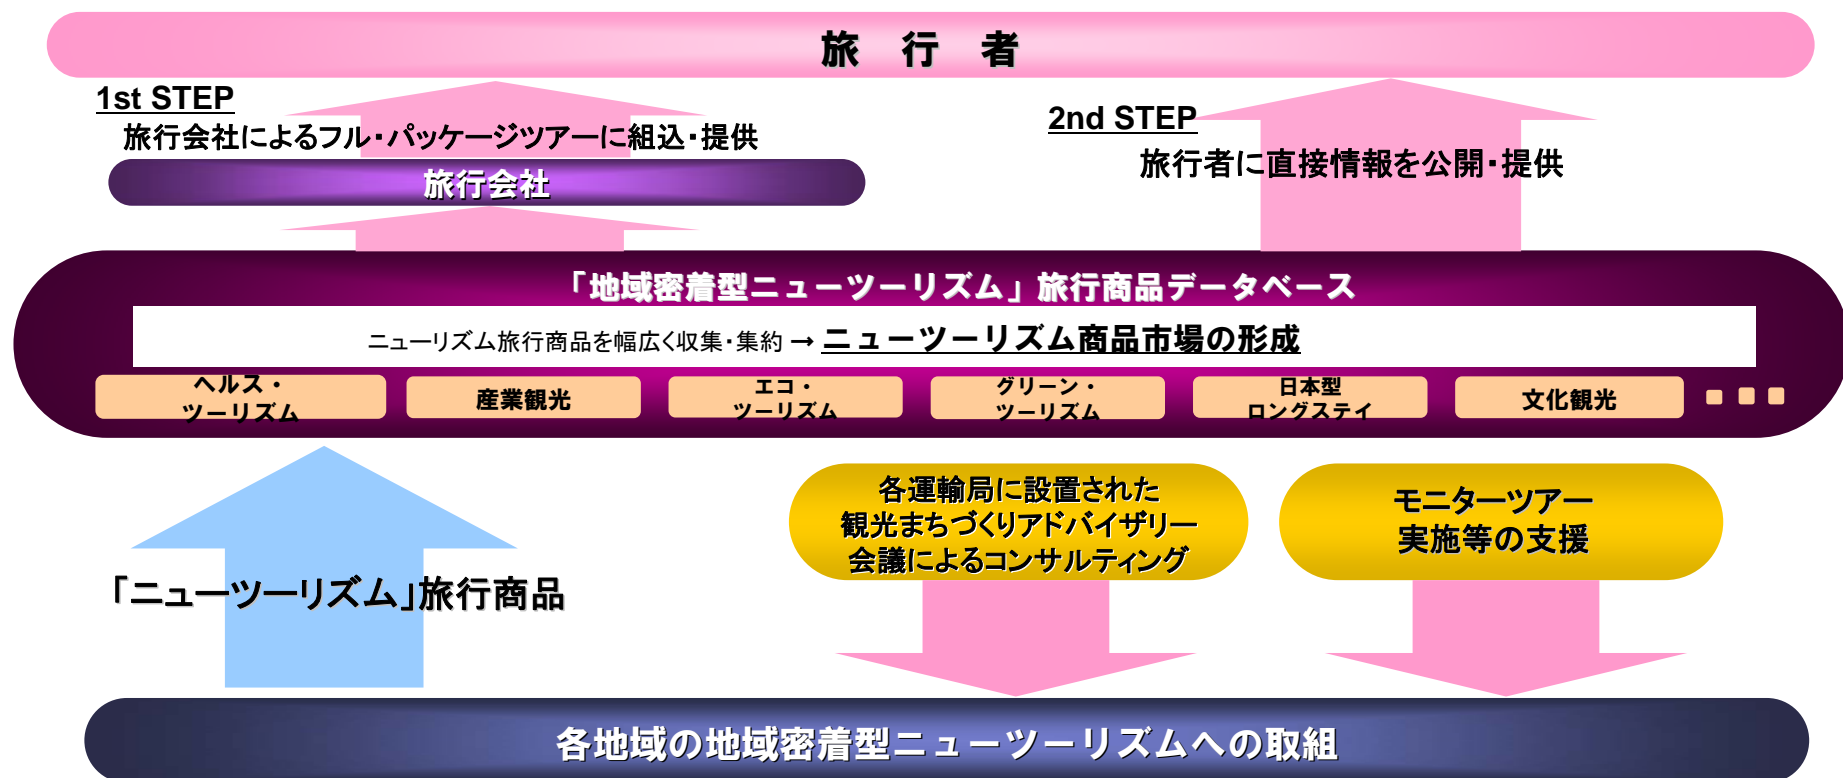 旅 行 者
1st STEP
旅行会社によるフル・パッケージツアーに組込・提供
旅行会社
2nd STEP
旅行者に直接情報を公開・提供
「地域密着型ニューツーリズム」旅行商品データベース
ニューリズム旅行商品を幅広く収集・集約 → ニューツーリズム商品市場の形成
ヘルス・
ツーリズム
産業観光
エコ・
ツーリズム
グリーン・
ツーリズム
日本型
ロングステイ
文化観光
「ニューツーリズム」旅行商品
各運輸局に設置された
観光まちづくりアドバイザリー
会議によるコンサルティング
モニターツアー
実施等の支援
各地域の地域密着型ニューツーリズムへの取組